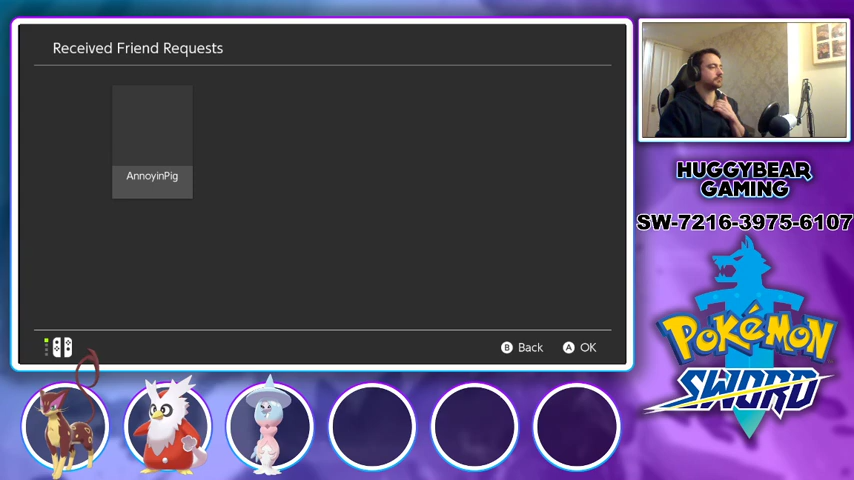 Received Friend Requests
AnnoyinPig
B Back A OK
HUGGYBEAR
GAMING
SW-7216-3975-6107
POKéMON
SWORD